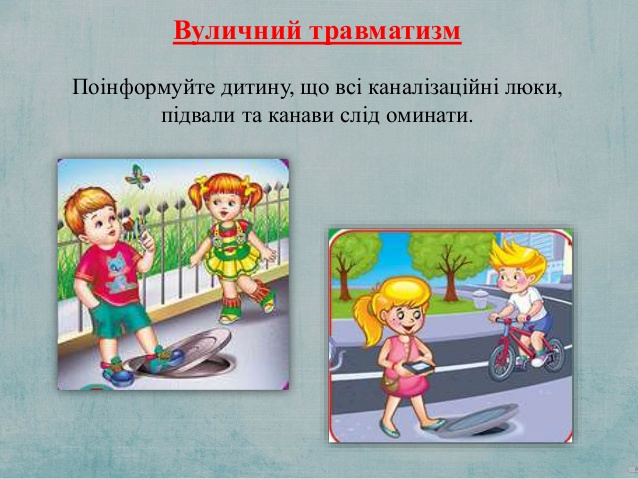 Вуличний травматизм
Поінформуйте дитину, що всі каналізаційні люки,
підвали та канави слід оминати.